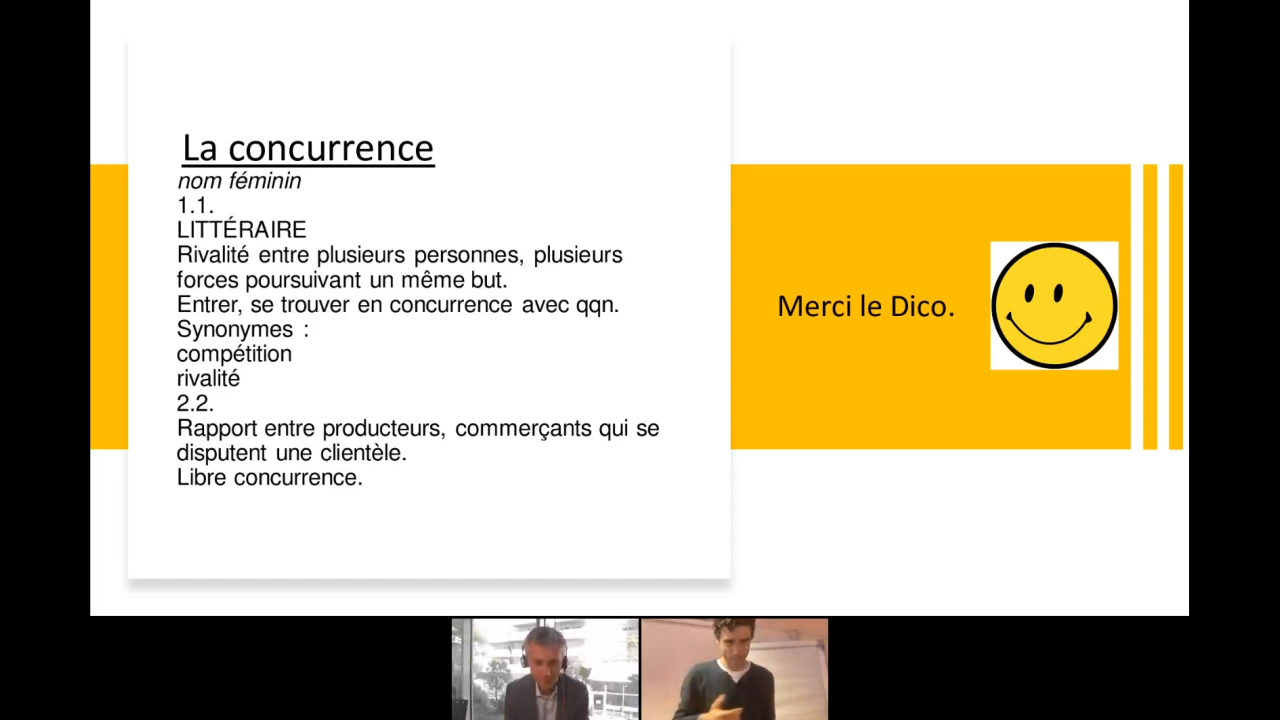 La concurrence
nom féminin
1.1.
LITTÉRAIRE
Rivalité entre plusieurs personnes, plusieurs
forces poursuivant un même but.
Entrer, se trouver en concurrence avec qqn.
Synonymes :
compétition
rivalité
2.2.
Rapport entre producteurs, commerçants qui se
disputent une clientèle.
Libre concurrence.
Merci le Dico.